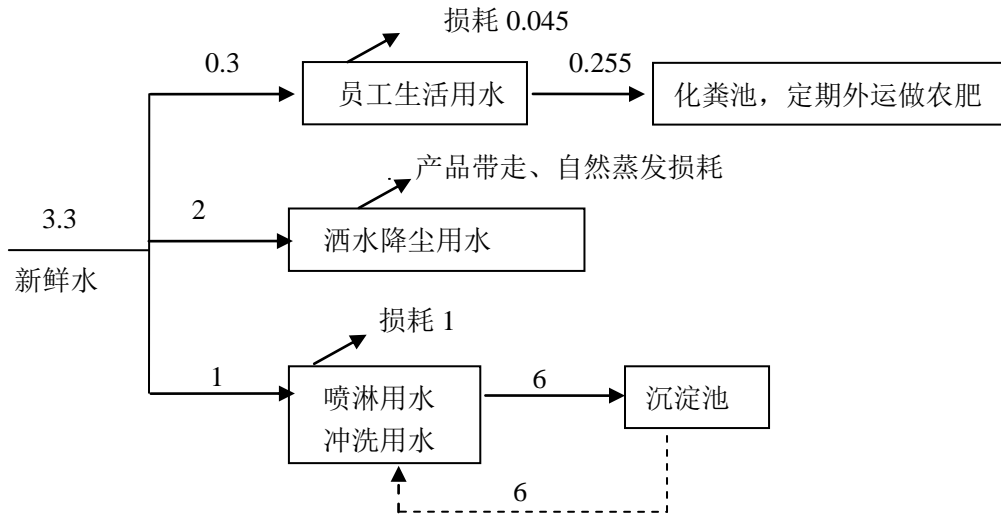 损耗 0.045
0.3
员工生活用水
0.255
化粪池，定期外运做农肥
产品带走、自然蒸发损耗
3.3
2
洒水降尘用水
新鲜水
损耗 1
1
喷淋用水
冲洗用水
6
沉淀池
6